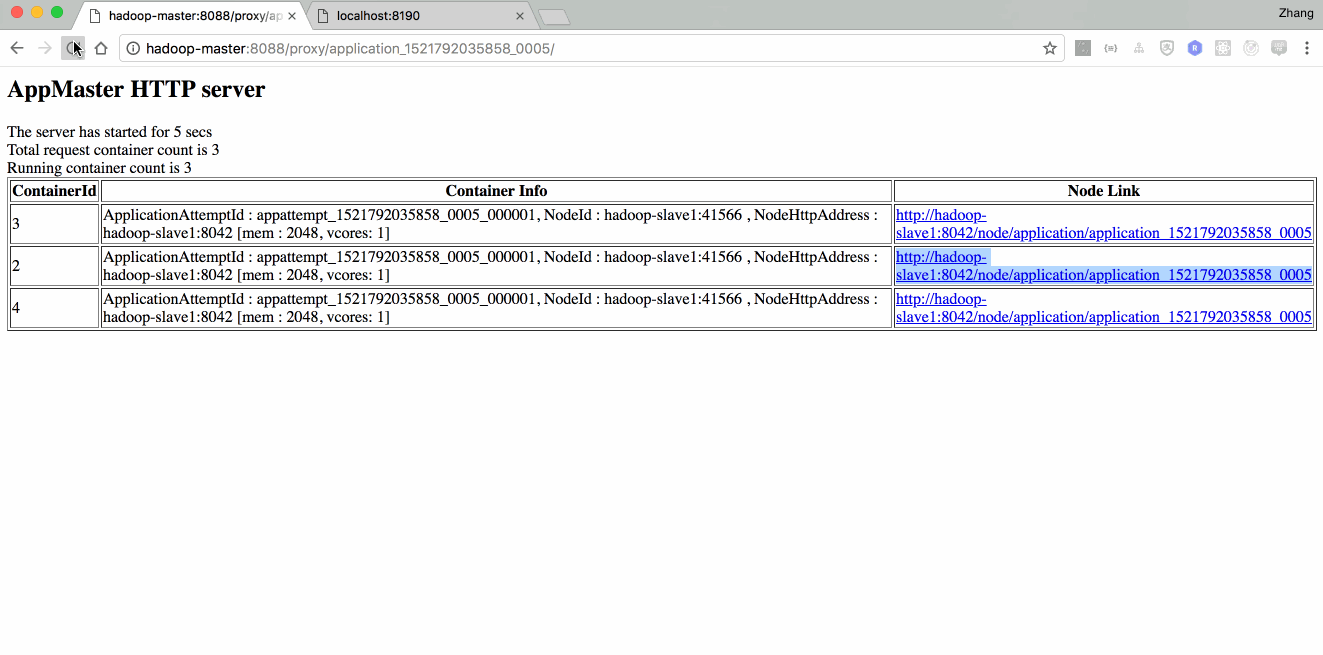 hadoop-master:8088/proxy/ap
localhost:8190
Zhang
hadoop-master:8088/proxy/application_1521792035858_0005/
AppMaster HTTP server
The server has started for 5 secs
Total request container count is 3
Running container count is 3
ContainerId Container Info Node Link
3
ApplicationAttemptId : appattempt_1521792035858_0005_000001, NodeId : hadoop-slave1:41566 , NodeHttpAddress :
hadoop-slave1:8042 [mem : 2048, vcores: 1]
http://hadoop-
slave1:8042/node/application/application_1521792035858_0005
2
ApplicationAttemptId : appattempt_1521792035858_0005_000001, NodeId : hadoop-slave1:41566 , NodeHttpAddress :
hadoop-slave1:8042 [mem : 2048, vcores: 1]
http://hadoop-
slave1:8042/node/application/application_1521792035858_0005
4
ApplicationAttemptId : appattempt_1521792035858_0005_000001, NodeId : hadoop-slave1:41566 , NodeHttpAddress :
hadoop-slave1:8042 [mem : 2048, vcores: 1]
http://hadoop-
slave1:8042/node/application/application_1521792035858_0005